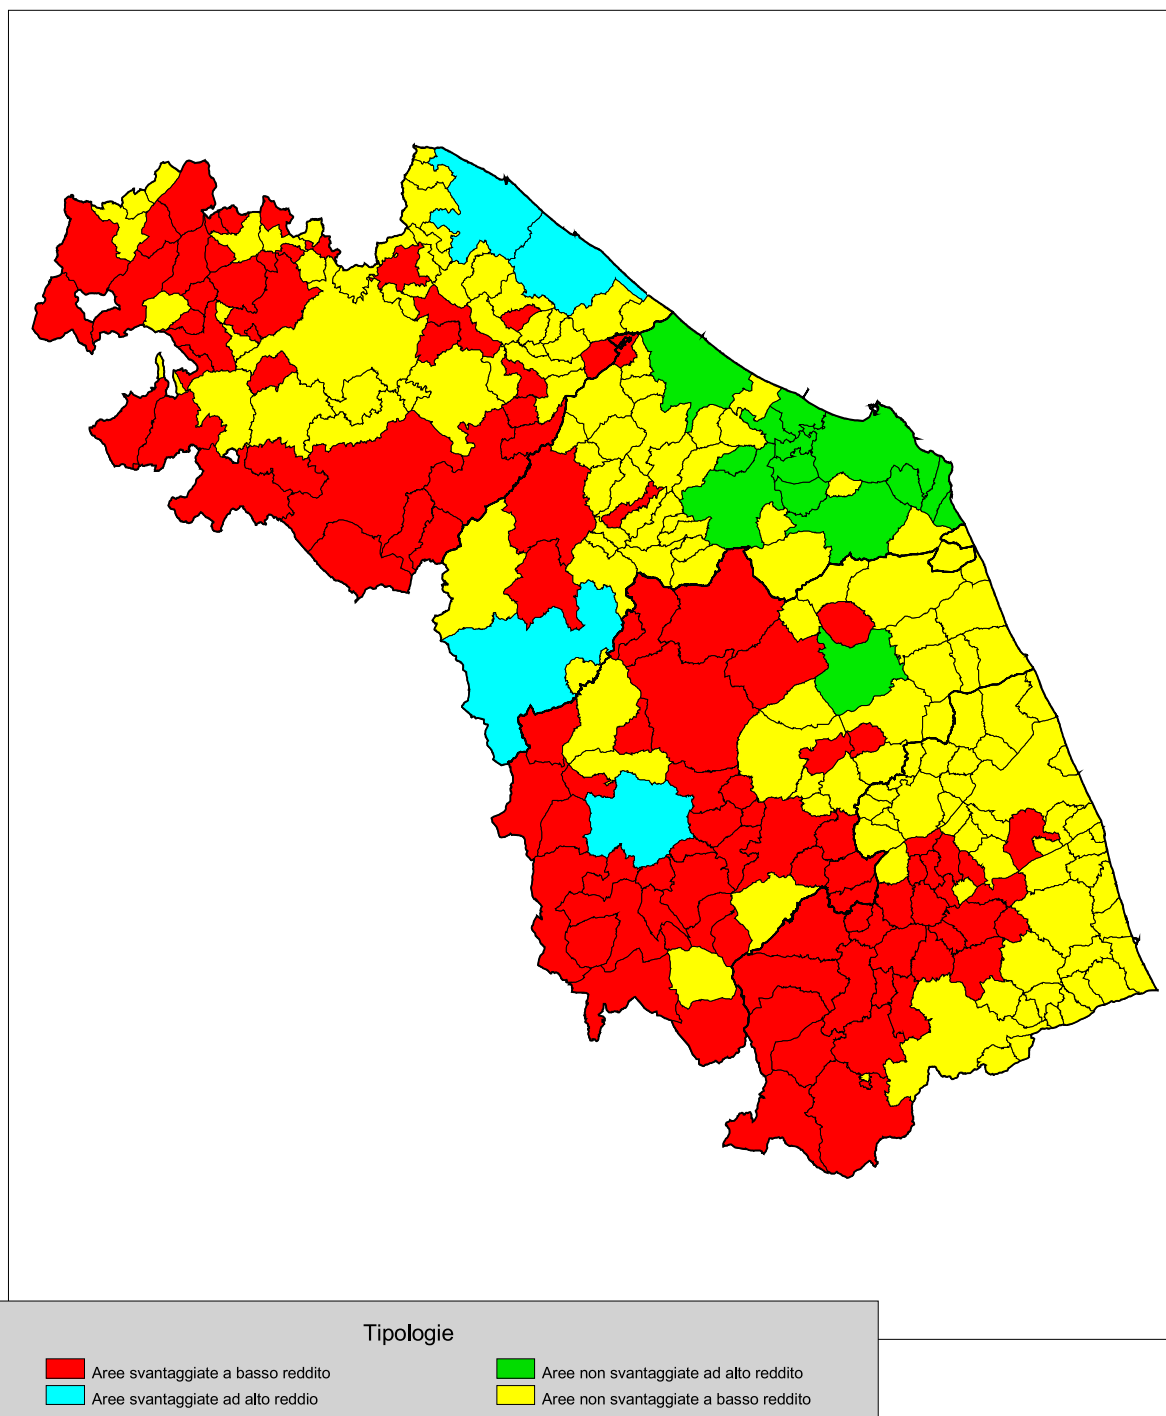 Tipologie
Aree svantaggiate a basso reddito
Aree non svantaggiate ad alto reddito
Aree svantaggiate ad alto reddio
Aree non svantaggiate a basso reddito